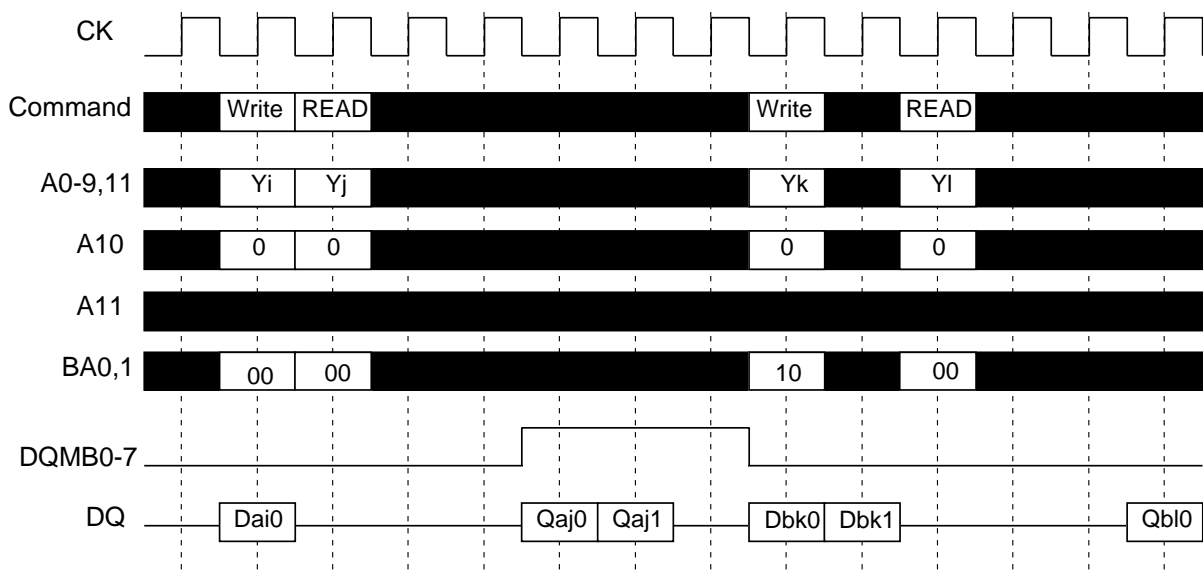 CK
Command Write READ Write READ
A0-9,11 Yi Yj Yk Yl
A10 0 0 0 0
A11
BA0,1 00 00 10 00
DQMB0-7
DQ Dai0 Qaj0 Qaj1 Dbk0 Dbk1 Qbl0